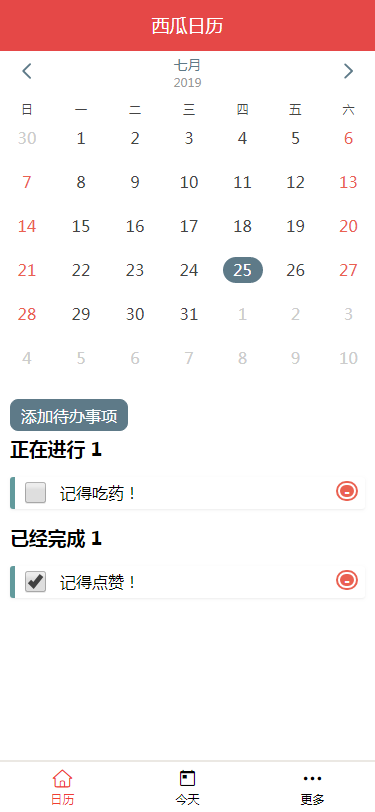 西瓜日历
七月
2019
日 一 二 三 四 五 六
30 1 2 3 4 5 6
7 8 9 10 11 12 13
14 15 16 17 18 19 20
21 22 23 24 25 26 27
28 29 30 31 1 2 3
4 5 6 7 8 9 10
添加待办事项
正在进行 1
记得吃药！
已经完成 1
记得点赞！
日历 今天 更多